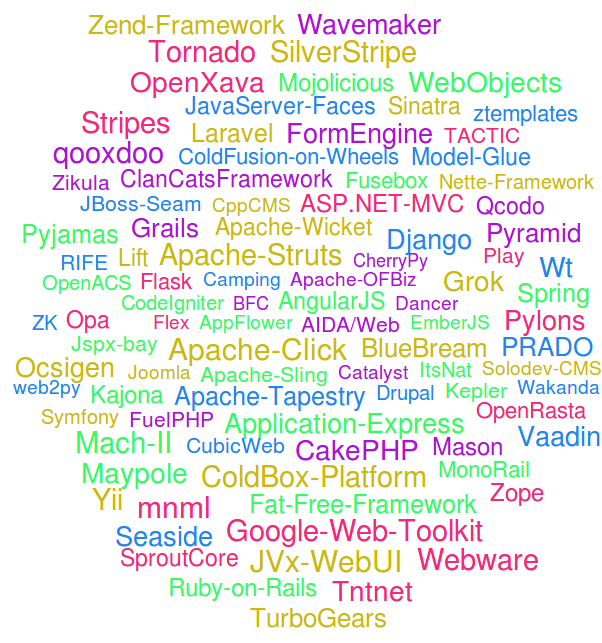 Zend-Framework Wavemaker
Tornado SilverStripe
OpenXava Mojolicious WebObjects
JavaServer-Faces Sinatra ztemplates
Stripes Laravel FormEngine TACTIC
qooxdoo ColdFusion-on-Wheels Model-Glue
Zikula ClanCatsFramework Fusebox Nette-Framework
JBoss-Seam CppCMS ASP.NET-MVC Qcodo
Pyjamas Grails Apache-Wicket Django Pyramid
RIFE Lift Apache-Struts CherryPy Play Wt
OpenACS Flask Camping Apache-OFBiz Grok Spring
CodeIgniter BFC AngularJS Dancer
ZK Opa Flex AppFlower AIDA/Web EmberJS Pylons
Jspx-bay Apache-Click BlueBream PRADO
Ocsigen Joomla Apache-Sling Catalyst ItsNat Solodev-CMS
web2py Kajona Apache-Tapestry Drupal Kepler Wakanda
Symfony FuelPHP Application-Express OpenRasta
Mach-II CubicWeb CakePHP Mason Vaadin
Maypole ColdBox-Platform MonoRail
Yii mnml Fat-Free-Framework Zope
Seaside Google-Web-Toolkit
SproutCore JVx-WebUI Webware
Ruby-on-Rails Tntnet
TurboGears